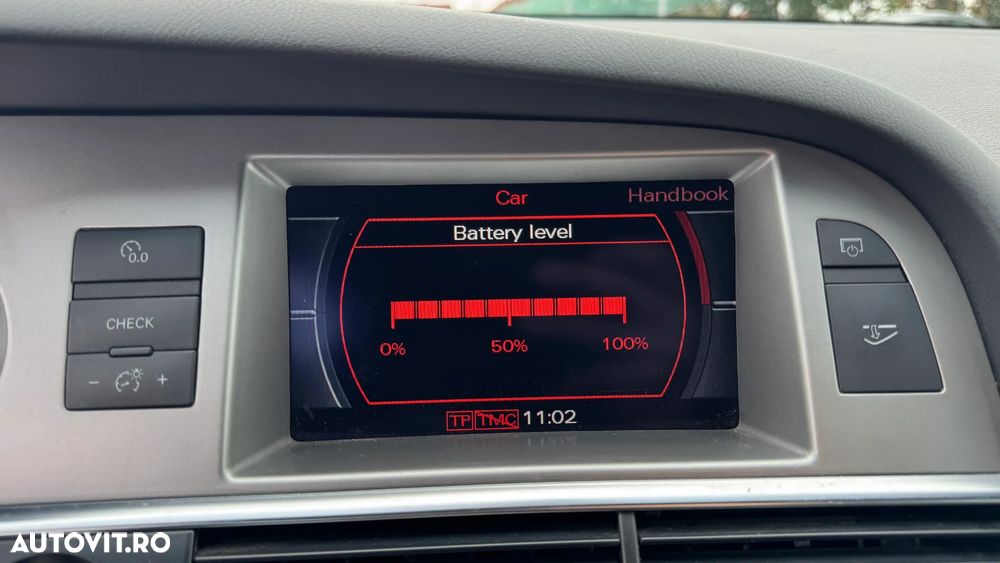 Car
Handbook
Battery level
0.0
CHECK
0% 50% 100%
- +
TP TMC 11:02
AUTOVIT.RO